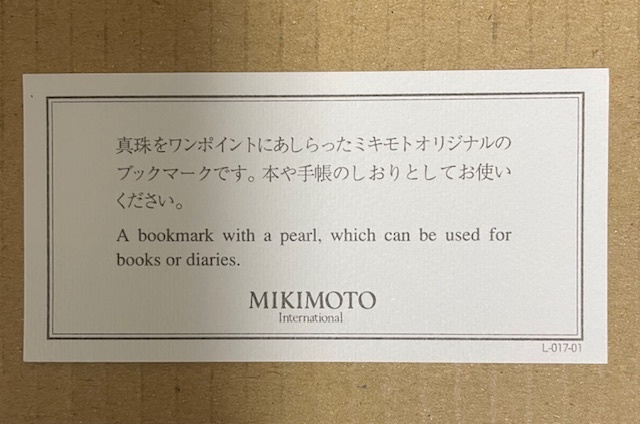 真珠をワンポイントにあしらったミキモトオリジナルの
ブックマークです。本や手帳のしおりとしてお使い
ください。
A bookmark with a pearl, which can be used for
books or diaries.
MIKIMOTO
International
L-017-01